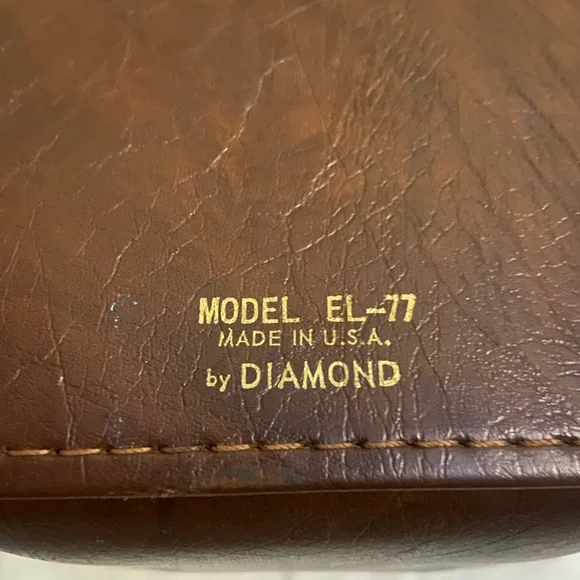 MODEL EL-77
MADE IN U.S.A.
by DIAMOND